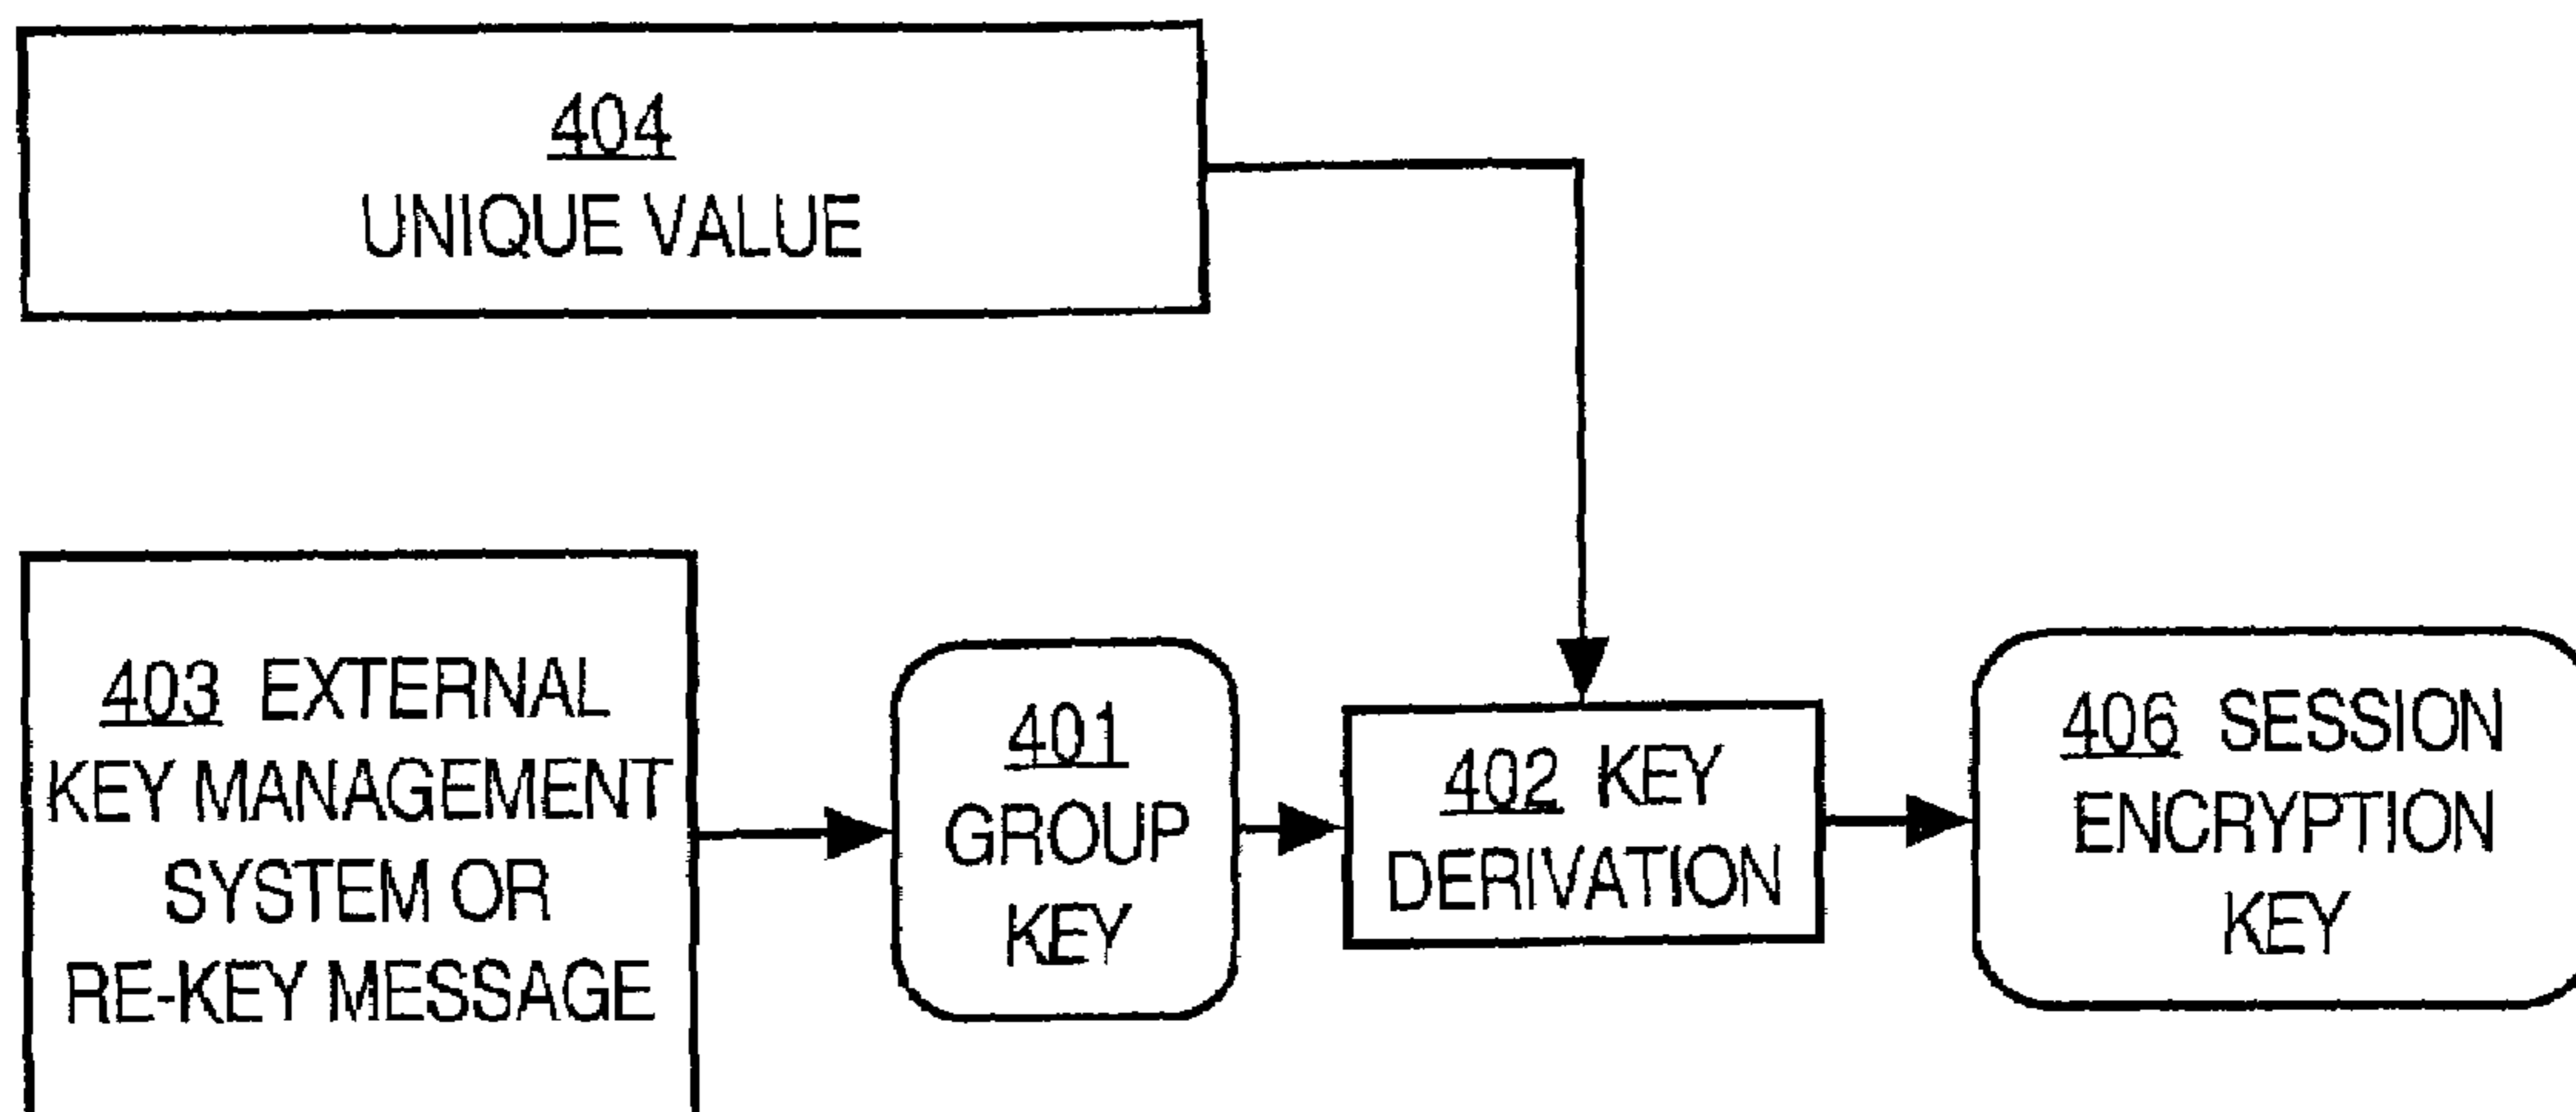 404
UNIQUE VALUE
403 EXTERNAL
KEY MANAGEMENT
SYSTEM OR
RE-KEY MESSAGE
401
GROUP
KEY
402 KEY
DERIVATION
406 SESSION
ENCRYPTION
KEY